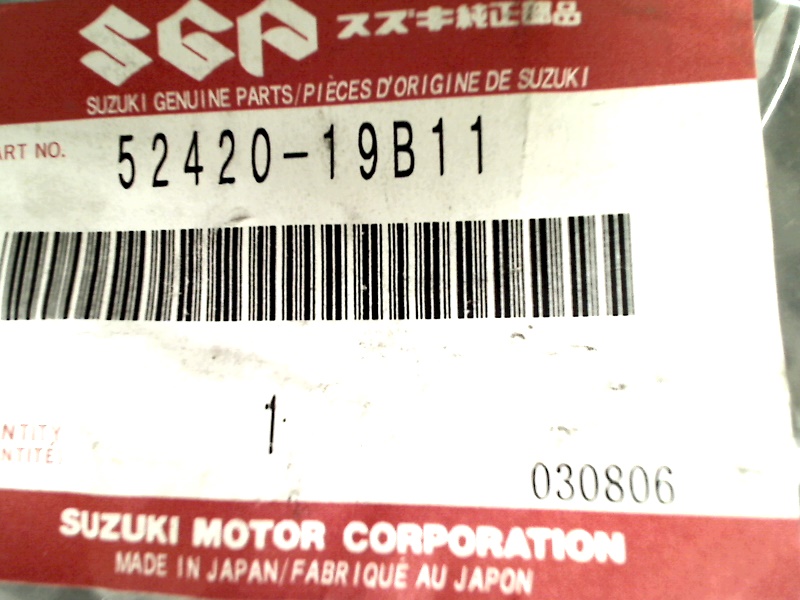 SGP スズキ純正部品
SUZUKI GENUINE PARTS/PIÈCES D'ORIGINE DE SUZUKI
ART NO. 52420-19B11
1
NTITY
NTITÉ
030806
SUZUKI MOTOR CORPORATION
MADE IN JAPAN/FABRIQUÉ AU JAPON